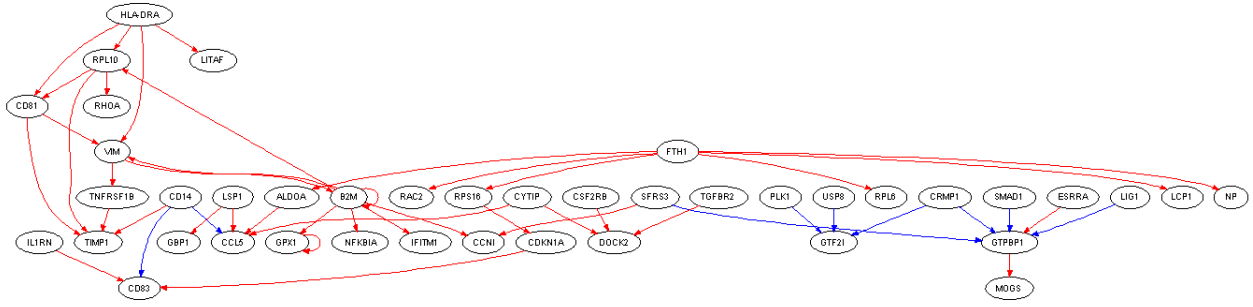 HLA-DRA
RPL10
LITAF
CD81
RHOA
VIM
FTH1
TNFRSF1B
CD14
LSP1
ALDOA
B2M
RAC2
RPS16
CYTIP
CSF2RB
SFRS3
TGFBR2
PLK1
USP8
RPL6
CRMP1
SMAD1
ESRRA
LIG1
LCP1
NP
IL1RN
TIMP1
GBP1
CCL5
GPX1
NFKBIA
IFITM1
CCNI
CDKN1A
DOCK2
GTF2I
GTPBP1
CD83
MOGS